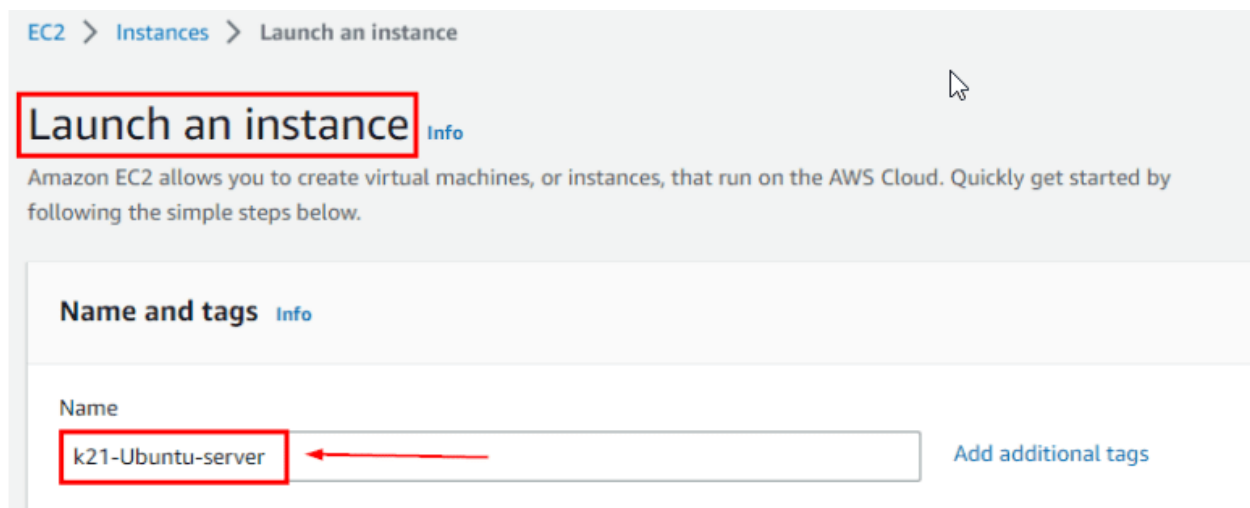 EC2 > Instances > Launch an instance
Launch an instance Info
Amazon EC2 allows you to create virtual machines, or instances, that run on the AWS Cloud. Quickly get started by
following the simple steps below.
Name and tags Info
Name
k21-Ubuntu-server Add additional tags